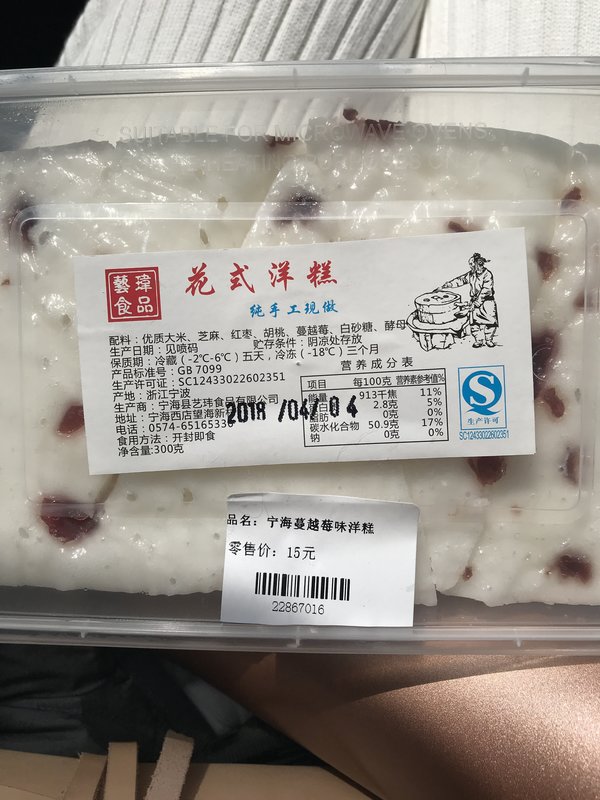 SUITABLE FOR MICROWAVE OVENS.
藝瑋
食品
花式洋糕
纯手工现做
配料：优质大米、芝麻、红枣、胡桃、蔓越莓、白砂糖、酵母
生产日期：见喷码 贮存条件：阴凉处存放
保质期：冷藏（-2℃-6℃）五天，冷冻（-18℃）三个月
产品标准号：GB 7099
生产许可证：SC12433022602351
产地：浙江宁波
生产商：宁海县艺玮食品有限公司
地址：宁海西店望海新
电话：0574-6516533
食用方法：开封即食
净含量:300克
2018 /04/ 04
营养成分表
项目 每100克 营养素参考值%
能量 913千焦 11%
蛋白质 2.8克 5%
脂肪 0克 0%
碳水化合物 50.9克 17%
钠 0克 0%
生产许可
SC12433022602351
品名：宁海蔓越莓味洋糕
零售价：15元
22867016